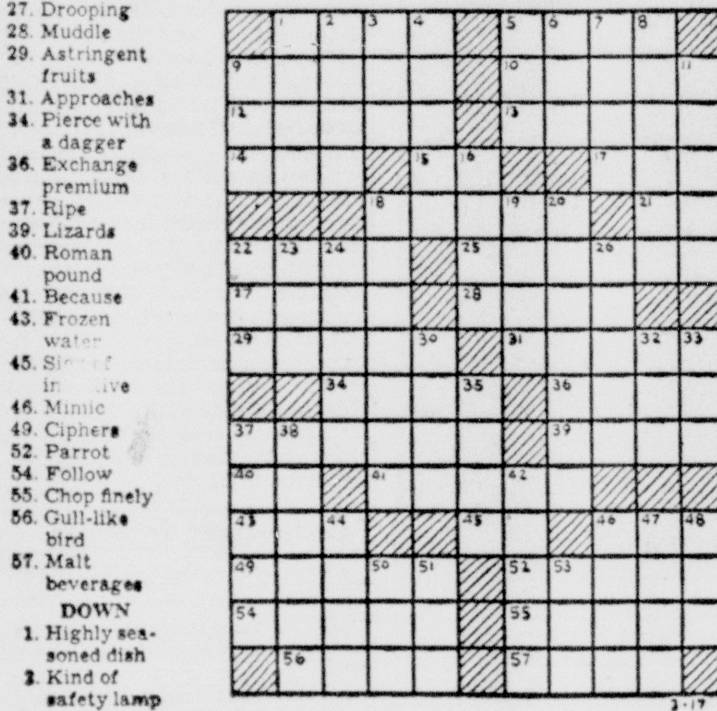 27. Drooping
28. Muddle
29. Astringent
fruits
31. Approaches
34. Pierce with
a dagger
36. Exchange
premium
37. Ripe
39. Lizards
40. Roman
pound
41. Because
43. Frozen
water
45. of
46. Mimic
49. Ciphers
52. Parrot
54. Follow
55. Chop finely
56. Gull-like
bird
57. Malt
beverages
DOWN
1. Highly sea-
soned dish
2. Kind of
safety lamp
1 2 3 4 5 6 7 8
9 10 11
12 13
14 15 16 17
18 19 20 21
22 23 24 25 26
27 28
29 30 31 32 33
34 35 36
37 38 39
40 41 42
43 44 45 46 47 48
49 50 51 52 53
54 55
56 57
3-17